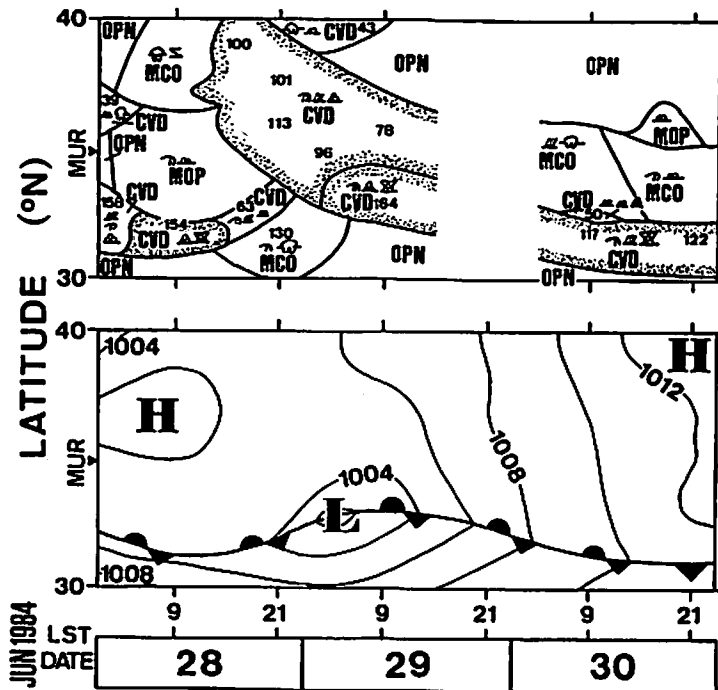 40
OPN
MCO
100
CVD 43
OPN
OPN
101
CVD
39
CVD
113
78
MOP
MUR
OPN
MOP
96
MCO
MCO
CVD
158
65
CVD 164
CVD
50
154
CVD
130
MCO
117
CVD
122
OPN
OPN
OPN
30
LATITUDE (°N)
40
1004
H
1012
H
MUR
1008
1004
L
1008
30
JUN 1984
LST
9 21 9 21 9 21
DATE
28 29 30